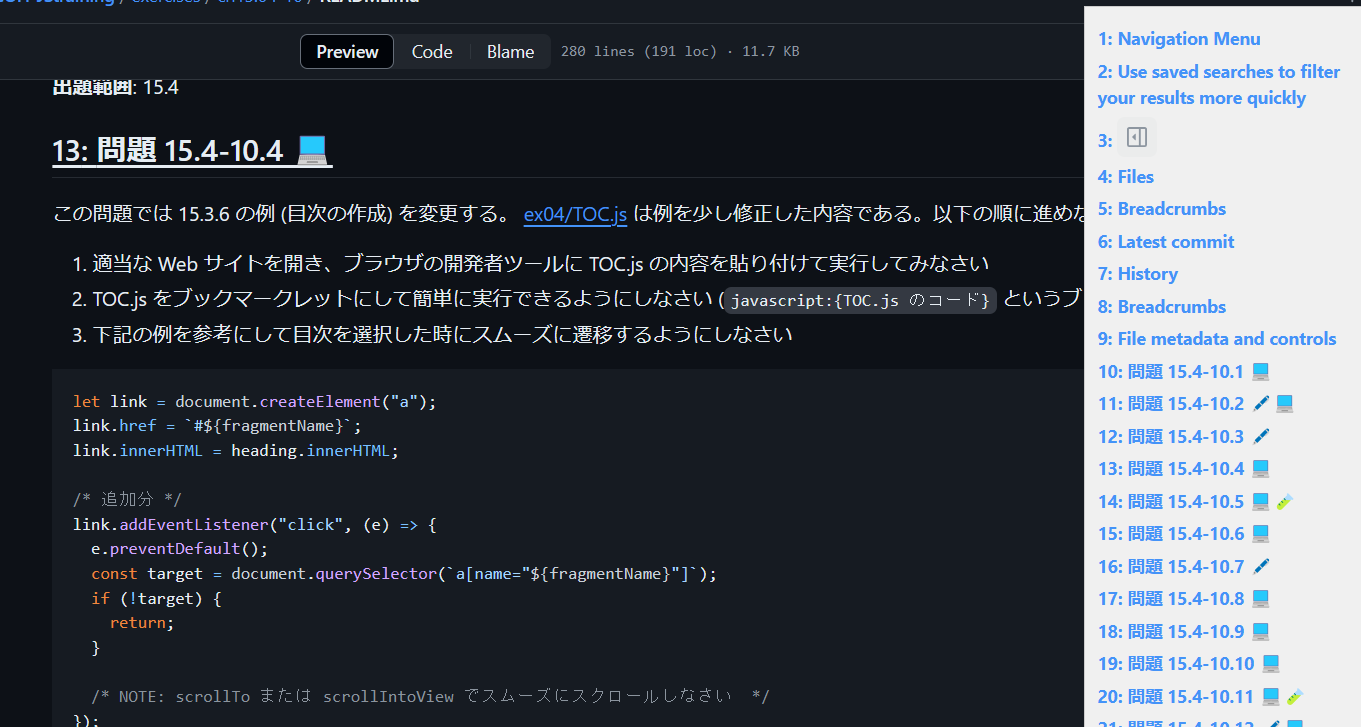 / exercises / ch15.04-10 / README.md
Preview Code Blame 280 lines (191 loc) · 11.7 KB
出題範囲: 15.4
13: 問題 15.4-10.4 💻
この問題では 15.3.6 の例 (目次の作成) を変更する。 ex04/TOC.js は例を少し修正した内容である。以下の順に進めな
1. 適当な Web サイトを開き、ブラウザの開発者ツールに TOC.js の内容を貼り付けて実行してみなさい
2. TOC.js をブックマークレットにして簡単に実行できるようにしなさい (javascript:{TOC.js のコード} というブ
3. 下記の例を参考にして目次を選択した時にスムーズに遷移するようにしなさい
let link = document.createElement("a");
link.href = `#${fragmentName}`;
link.innerHTML = heading.innerHTML;
/* 追加分 */
link.addEventListener("click", (e) => {
e.preventDefault();
const target = document.querySelector(`a[name="${fragmentName}"]`);
if (!target) {
return;
}
/* NOTE: scrollTo または scrollIntoView でスムーズにスクロールしなさい */
});
1: Navigation Menu
2: Use saved searches to filter
your results more quickly
3:
4: Files
5: Breadcrumbs
6: Latest commit
7: History
8: Breadcrumbs
9: File metadata and controls
10: 問題 15.4-10.1 💻
11: 問題 15.4-10.2 🖊️ 💻
12: 問題 15.4-10.3 🖊️
13: 問題 15.4-10.4 💻
14: 問題 15.4-10.5 💻 🧪
15: 問題 15.4-10.6 💻
16: 問題 15.4-10.7 🖊️
17: 問題 15.4-10.8 💻
18: 問題 15.4-10.9 💻
19: 問題 15.4-10.10 💻
20: 問題 15.4-10.11 💻 🧪
21: 問題 15.4-10.12 🖊️ 💻